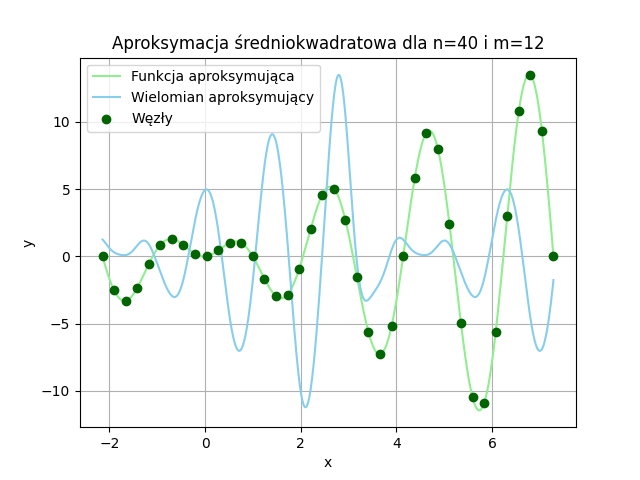 Aproksymacja średniokwadratowa dla n=40 i m=12
Funkcja aproksymująca
Wielomian aproksymujący
Węzły
y
10
5
0
−5
−10
−2
0
2
4
6
x